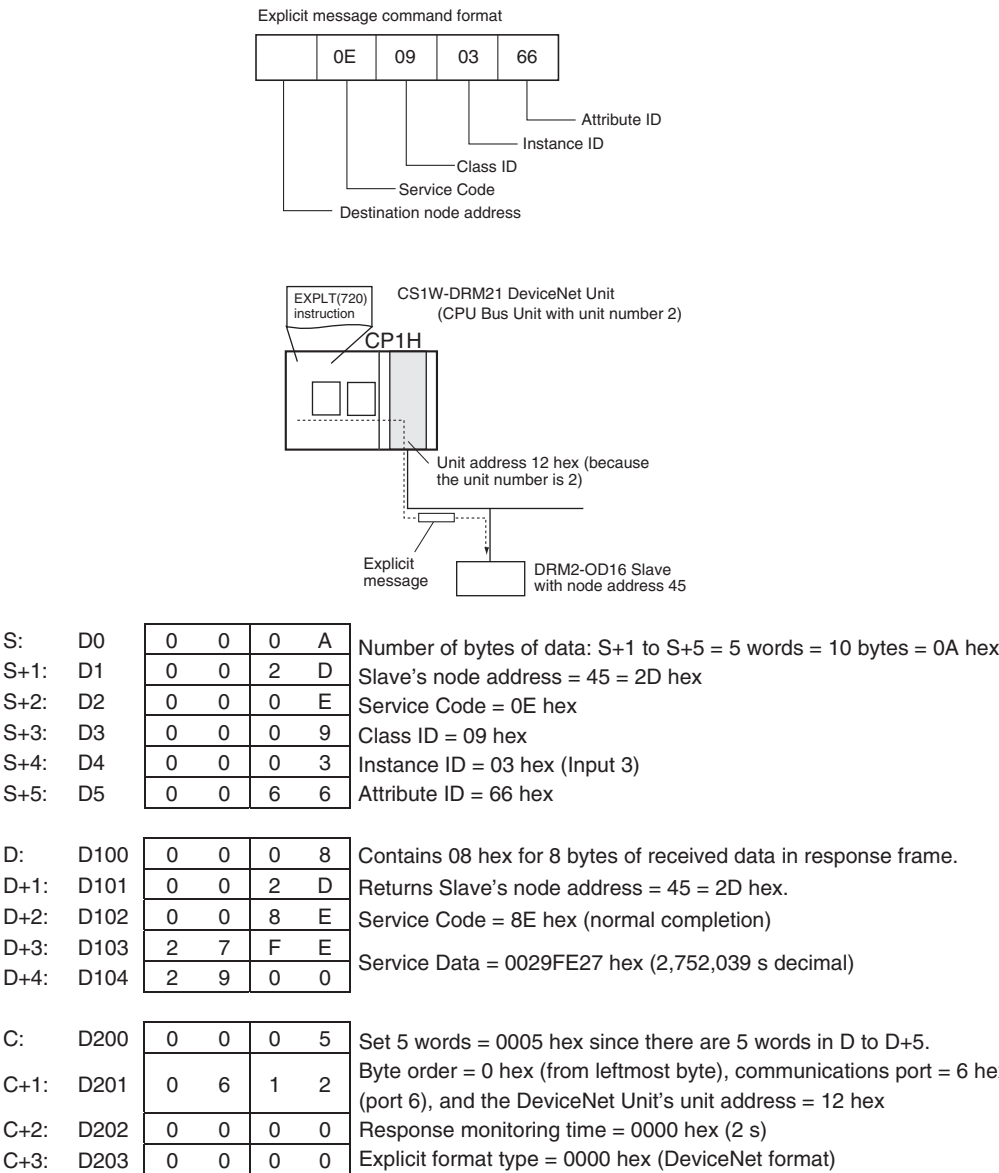 Explicit message command format
0E 09 03 66
Attribute ID
Instance ID
Class ID
Service Code
Destination node address
EXPLT(720)
instruction
CS1W-DRM21 DeviceNet Unit
(CPU Bus Unit with unit number 2)
CP1H
Unit address 12 hex (because
the unit number is 2)
Explicit
message
DRM2-OD16 Slave
with node address 45
S: D0 0 0 0 A Number of bytes of data: S+1 to S+5 = 5 words = 10 bytes = 0A hex
S+1: D1 0 0 2 D Slave's node address = 45 = 2D hex
S+2: D2 0 0 0 E Service Code = 0E hex
S+3: D3 0 0 0 9 Class ID = 09 hex
S+4: D4 0 0 0 3 Instance ID = 03 hex (Input 3)
S+5: D5 0 0 6 6 Attribute ID = 66 hex
D: D100 0 0 0 8 Contains 08 hex for 8 bytes of received data in response frame.
D+1: D101 0 0 2 D Returns Slave's node address = 45 = 2D hex.
D+2: D102 0 0 8 E Service Code = 8E hex (normal completion)
D+3: D103 2 7 F E
Service Data = 0029FE27 hex (2,752,039 s decimal)
D+4: D104 2 9 0 0
C: D200 0 0 0 5 Set 5 words = 0005 hex since there are 5 words in D to D+5.
C+1: D201 0 6 1 2 Byte order = 0 hex (from leftmost byte), communications port = 6
(port 6), and the DeviceNet Unit's unit address = 12 hex
C+2: D202 0 0 0 0 Response monitoring time = 0000 hex (2 s)
C+3: D203 0 0 0 0 Explicit format type = 0000 hex (DeviceNet format)